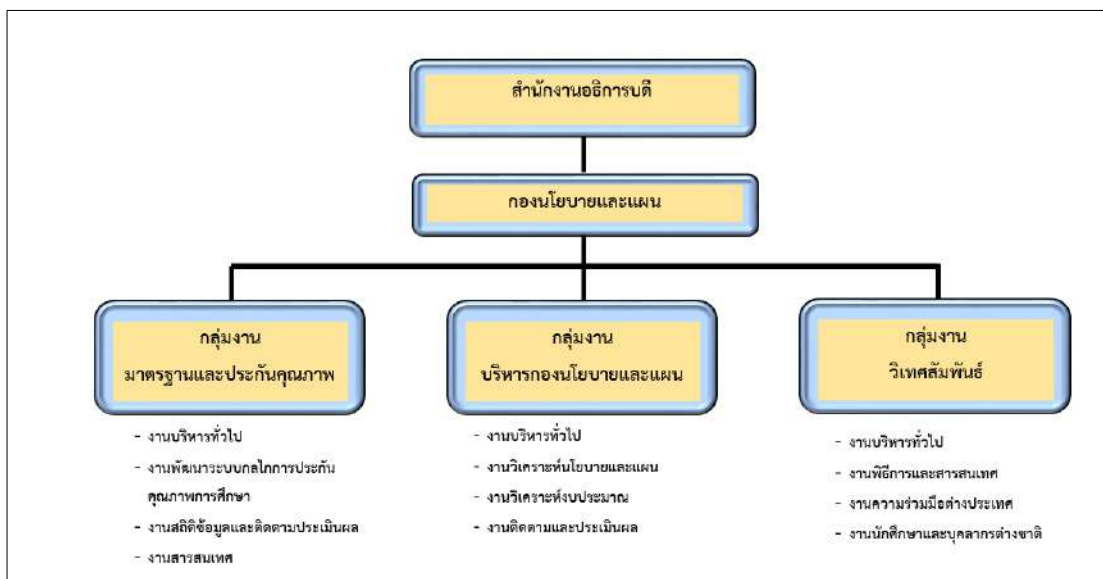 สำนักงานอธิการบดี
กองนโยบายและแผน
กลุ่มงาน
มาตรฐานและประกันคุณภาพ
- งานบริหารทั่วไป
- งานพัฒนาระบบกลไกการประกัน
คุณภาพการศึกษา
- งานสถิติข้อมูลและติดตามประเมินผล
- งานสารสนเทศ
กลุ่มงาน
บริหารกองนโยบายและแผน
- งานบริหารทั่วไป
- งานวิเคราะห์นโยบายและแผน
- งานวิเคราะห์งบประมาณ
- งานติดตามและประเมินผล
กลุ่มงาน
วิเทศสัมพันธ์
- งานบริหารทั่วไป
- งานพิธีการและสารสนเทศ
- งานความร่วมมือต่างประเทศ
- งานนักศึกษาและบุคลากรต่างชาติ